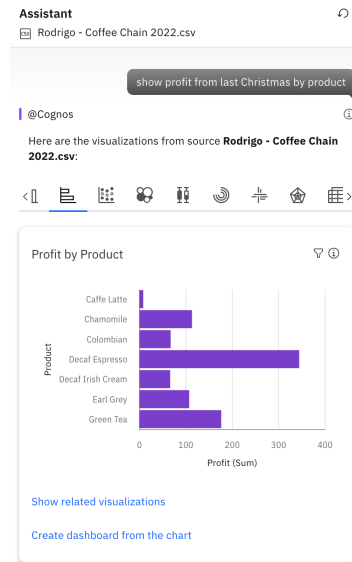 Assistant
CSV Rodrigo - Coffee Chain 2022.csv
show profit from last Christmas by product
@Cognos
Here are the visualizations from source Rodrigo - Coffee Chain
2022.csv:
Profit by Product
Product
Caffe Latte
Chamomile
Colombian
Decaf Espresso
Decaf Irish Cream
Earl Grey
Green Tea
0 100 200 300 400
Profit (Sum)
Show related visualizations
Create dashboard from the chart